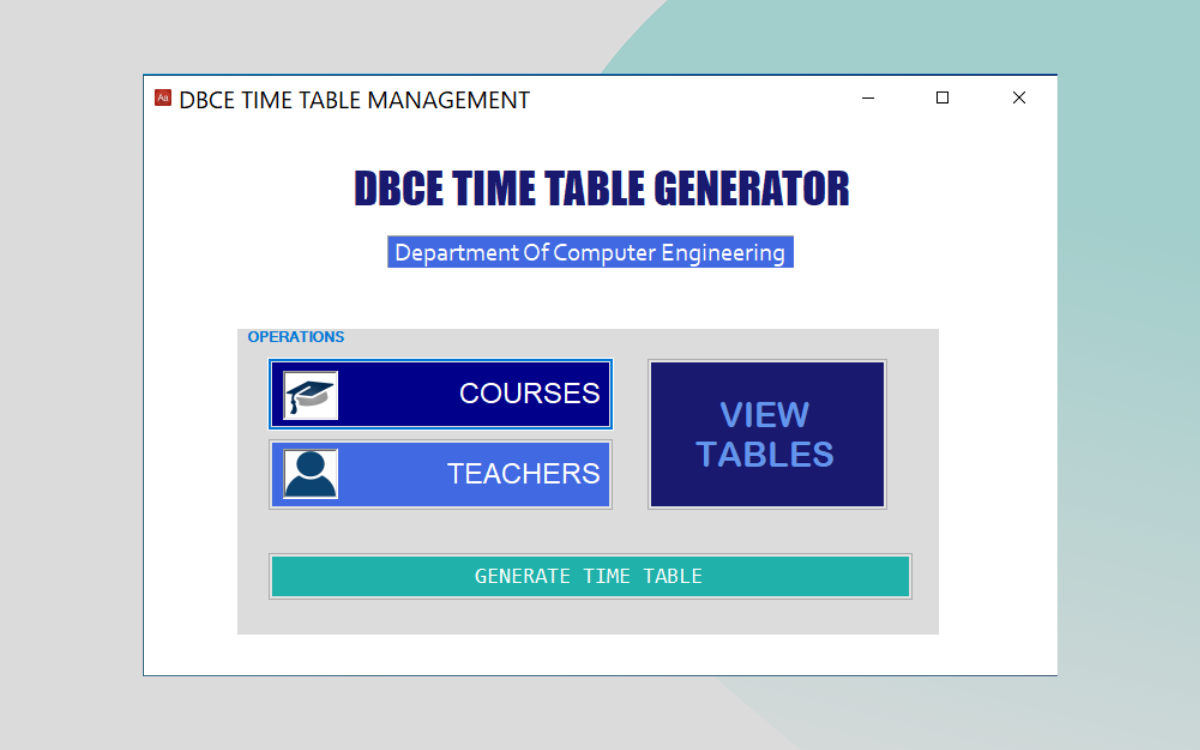 Aa DBCE TIME TABLE MANAGEMENT
DBCE TIME TABLE GENERATOR
Department Of Computer Engineering
OPERATIONS
COURSES
TEACHERS
VIEW
TABLES
GENERATE TIME TABLE